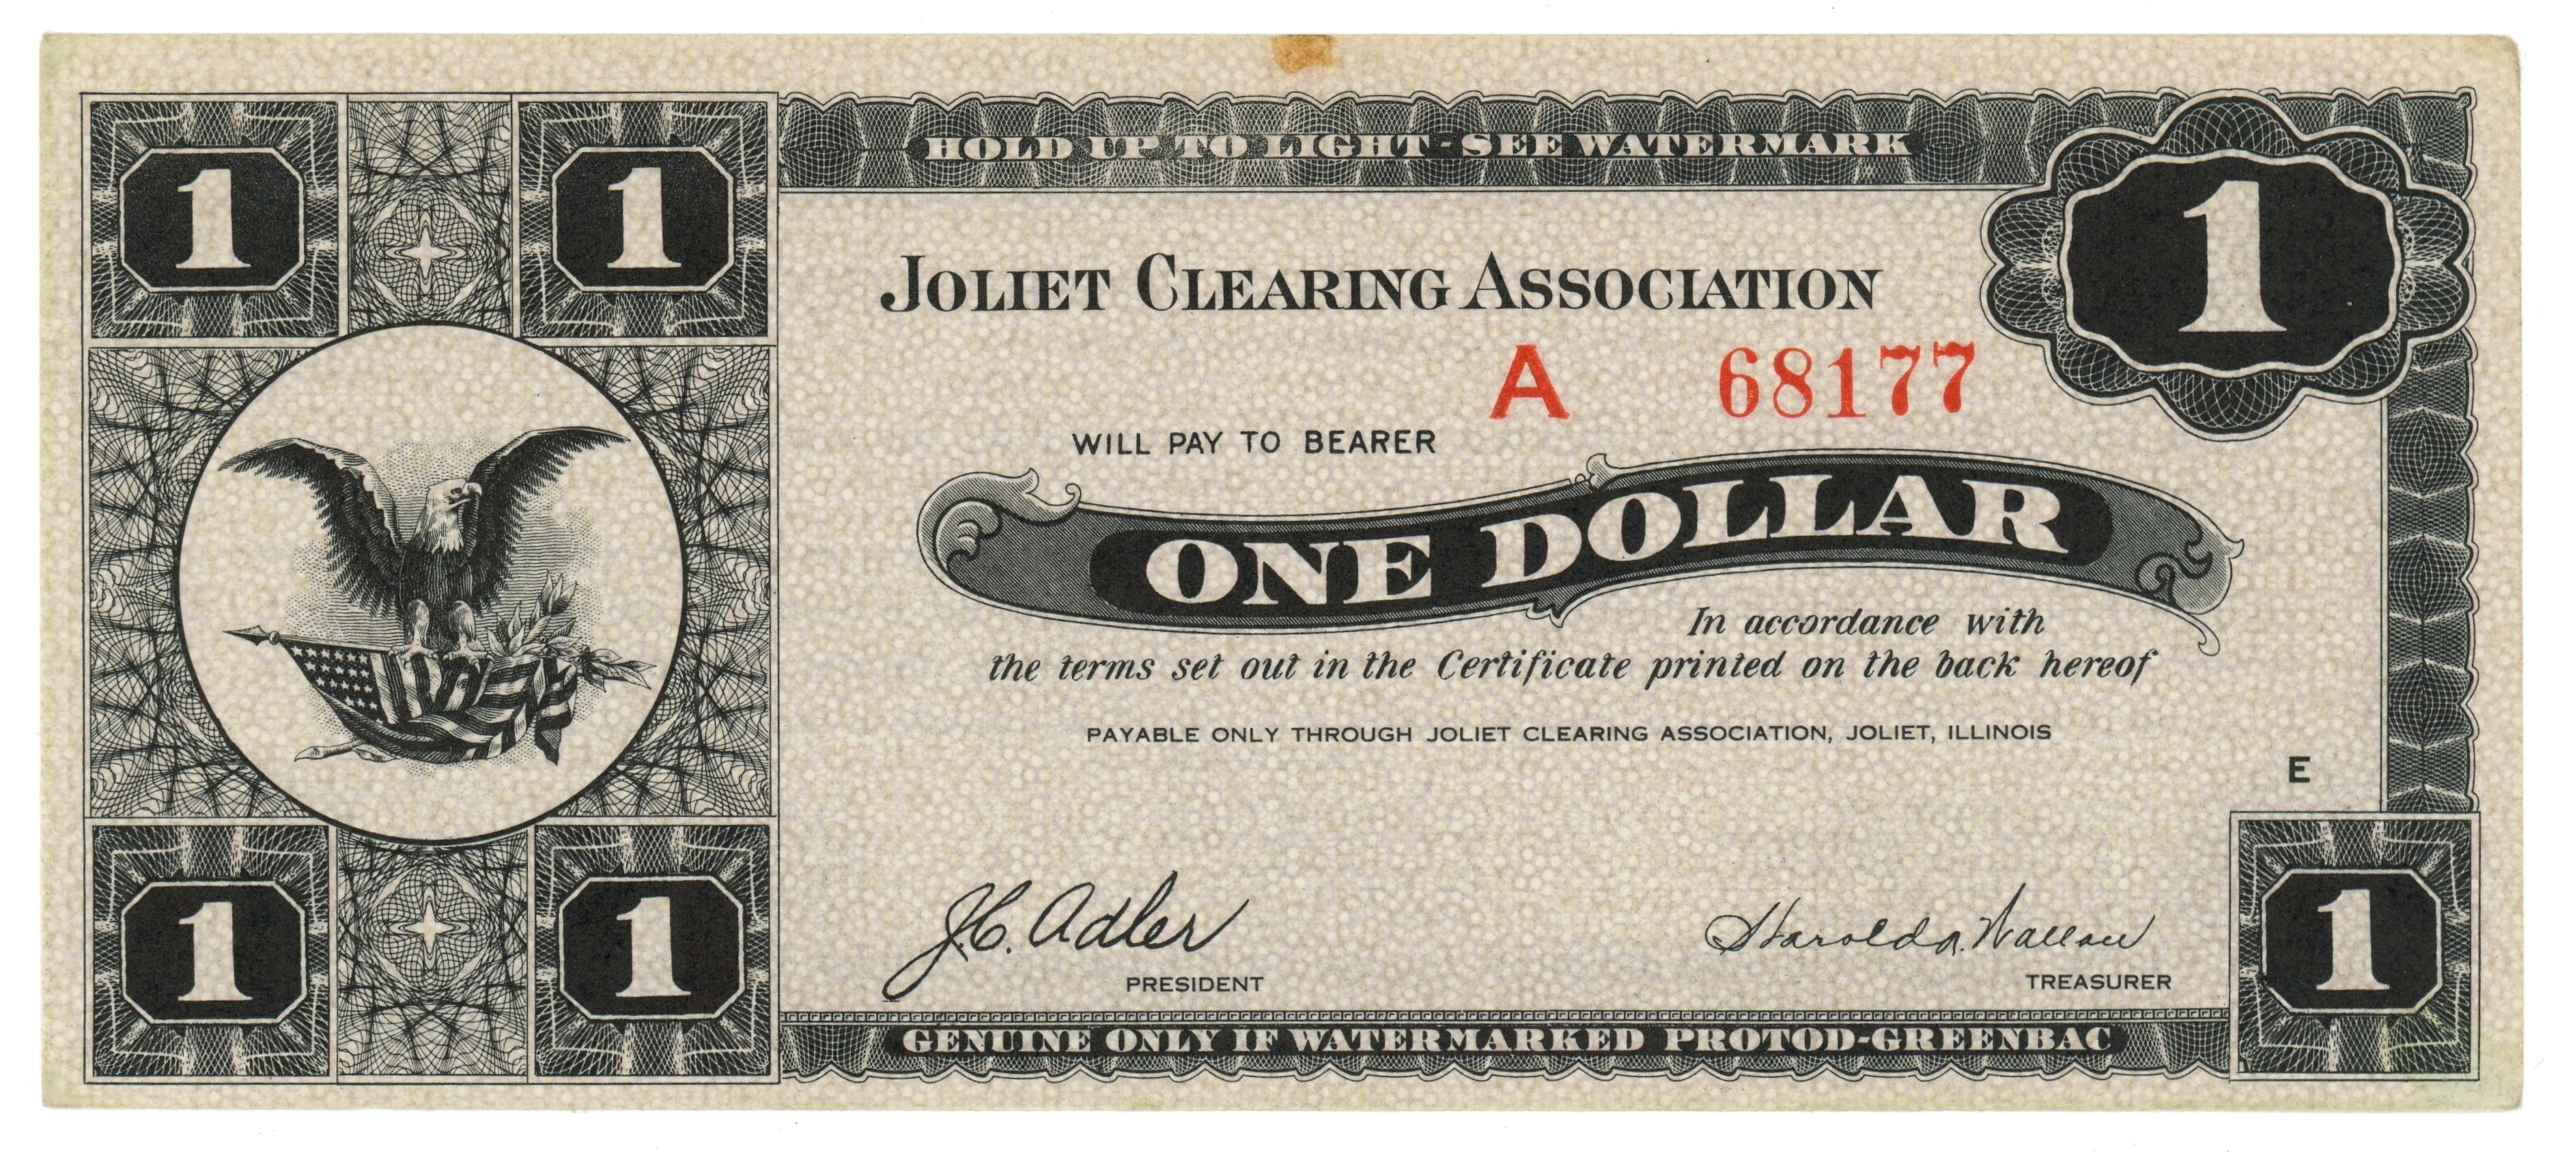 1 1 HOLD UP TO LIGHT-SEE WATERMARK 1
JOLIET CLEARING ASSOCIATION
A 68177
WILL PAY TO BEARER
ONE DOLLAR
In accordance with
the terms set out in the Certificate printed on the back hereof
PAYABLE ONLY THROUGH JOLIET CLEARING ASSOCIATION, JOLIET, ILLINOIS
E
1 1 1
J.C. Adler Harold A.
PRESIDENT TREASURER
GENUINE ONLY IF WATERMARKED PROTOD-GREENBAC